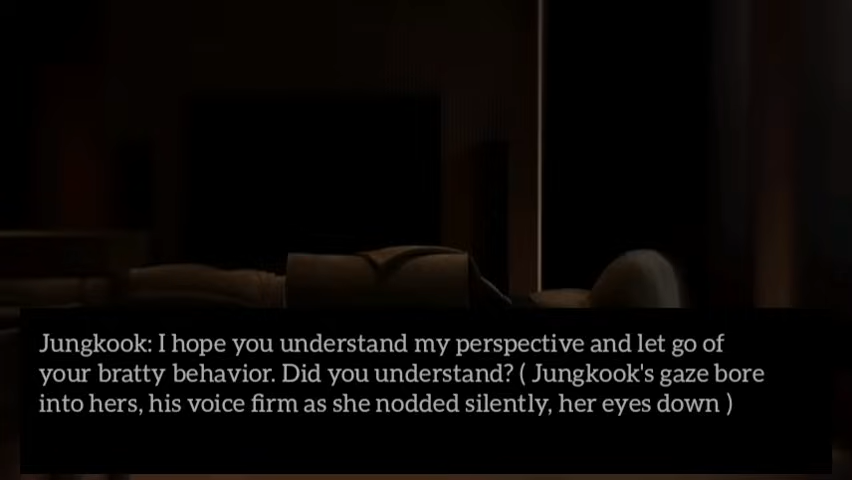 Jungkook: I hope you understand my perspective and let go of
your bratty behavior. Did you understand? ( Jungkook's gaze bore
into hers, his voice firm as she nodded silently, her eyes down )